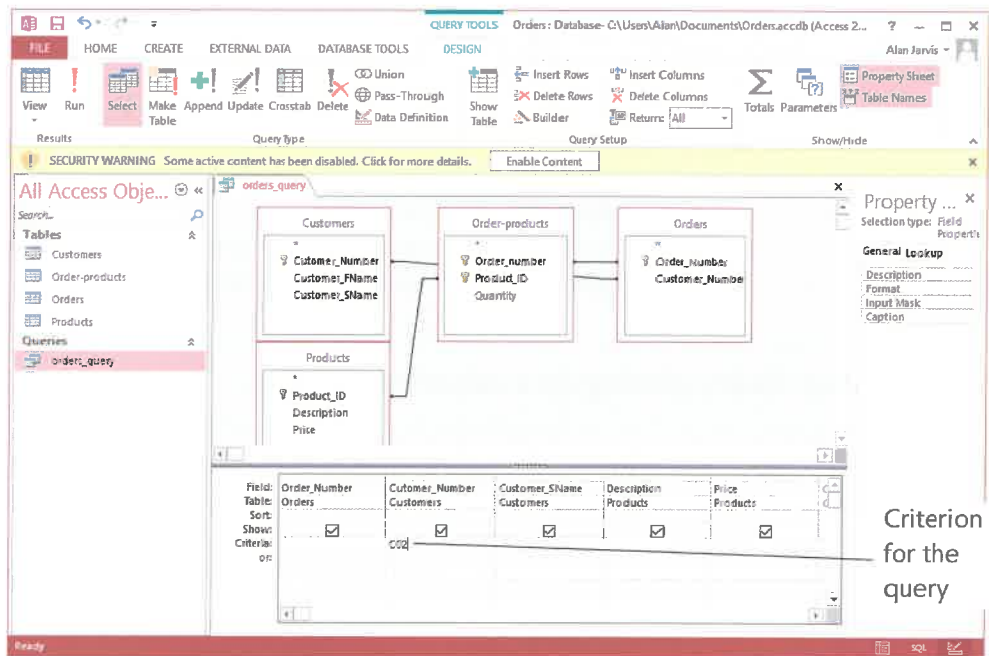 QUERY TOOLS Orders : Database- C:\Users\Alan\Documents\Orders.accdb (Access 2... ?
FILE HOME CREATE EXTERNAL DATA DATABASE TOOLS DESIGN Alan Jarvis
View Run Select Make Table Append Update Crosstab Delete
Union
Pass-Through
Data Definition
Show Table
Insert Rows
Delete Rows
Builder
Insert Columns
Delete Columns
Return: All
Totals Parameters
Property Sheet
Table Names
Results Query Type Query Setup Show/Hide
SECURITY WARNING Some active content has been disabled. Click for more details. Enable Content
All Access Obje...
Search...
Tables
Customers
Order-products
Orders
Products
Queries
orders_query
orders_query
Customers
*
Cutomer_Number
Customer_FName
Customer_SName
Order-products
*
Order_number
Product_ID
Quantity
Orders
*
Order_Number
Customer_Number
Products
*
Product_ID
Description
Price
Property ...
Selection type: Field Properti
General Lookup
Description
Format
Input Mask
Caption
Field: Order_Number Cutomer_Number Customer_SName Description Price
Table: Orders Customers Customers Products Products
Sort:
Show:
Criteria: C02
or:
Criterion
for the
query
Ready SQL